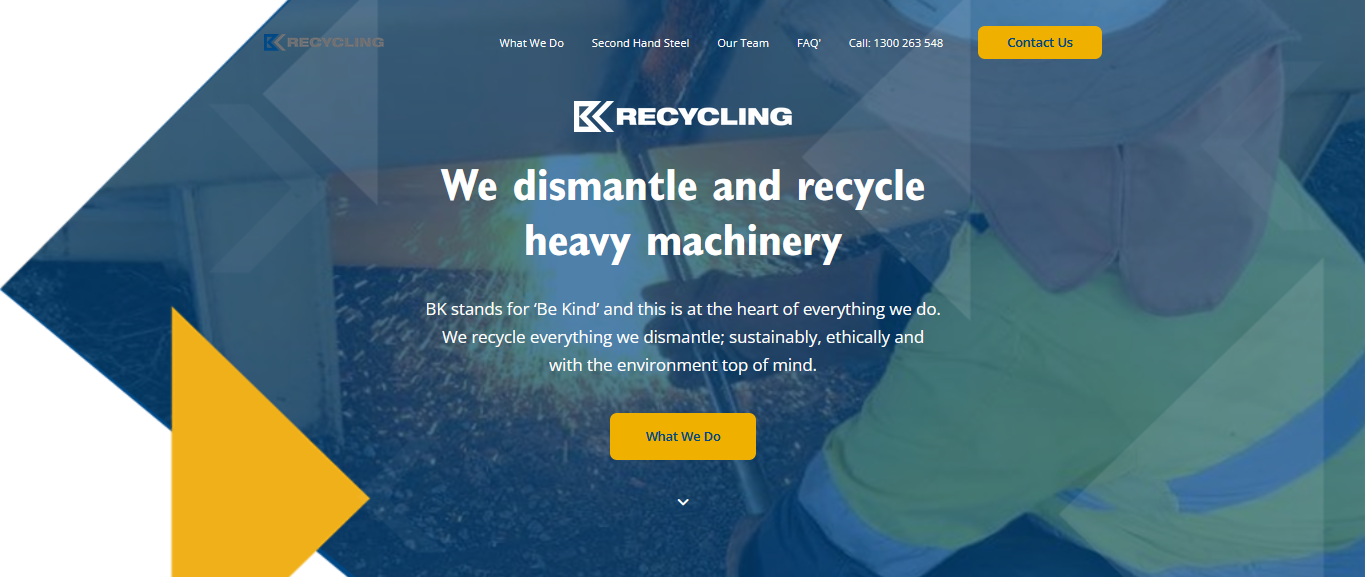 BK RECYCLING
What We Do
Second Hand Steel
Our Team
FAQ'
Call: 1300 263 548
Contact Us
BK RECYCLING
We dismantle and recycle
heavy machinery
BK stands for ‘Be Kind’ and this is at the heart of everything we do.
We recycle everything we dismantle; sustainably, ethically and
with the environment top of mind.
What We Do